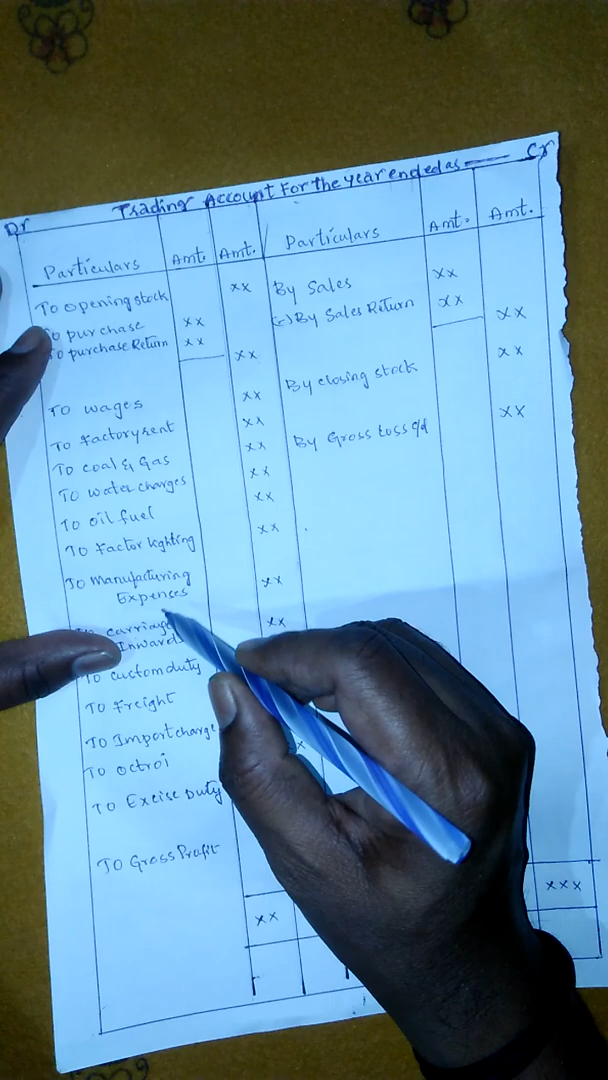 Trading Account For the year ended as
Dr Cr
Particulars Amt. Amt. Particulars Amt. Amt.
To opening stock xx By Sales xx
To purchase xx (-) By Sales Return xx xx
To purchase Return xx xx
By closing stock xx
To wages xx
To Factory rent xx By Gross Loss c/d xx
To coal & Gas xx
To water charges xx
To oil fuel xx
To Factor lighting xx
To Manufacturing
Expenses xx
To carriage
Inward xx
To custom duty
To Freight
To Import charge
To octroi x
To Excise Duty
To Gross Profit
xx xxx